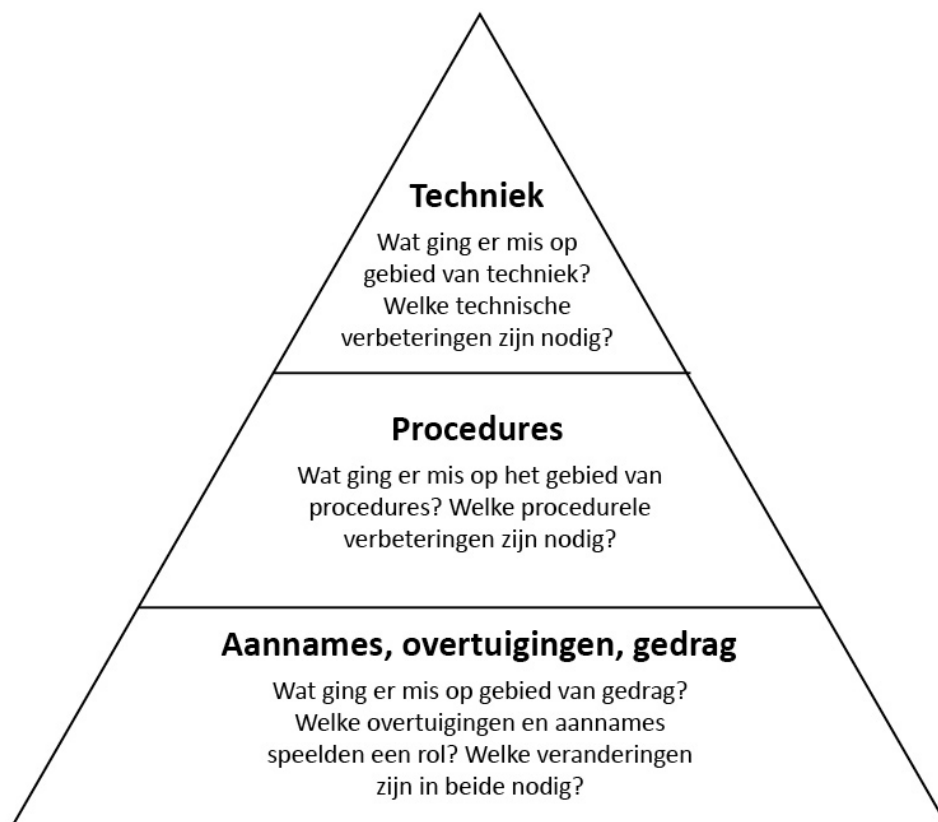 Techniek
Wat ging er mis op
gebied van techniek?
Welke technische
verbeteringen zijn nodig?
Procedures
Wat ging er mis op het gebied van
procedures? Welke procedurele
verbeteringen zijn nodig?
Aannames, overtuigingen, gedrag
Wat ging er mis op gebied van gedrag?
Welke overtuigingen en aannames
speelden een rol? Welke veranderingen
zijn in beide nodig?